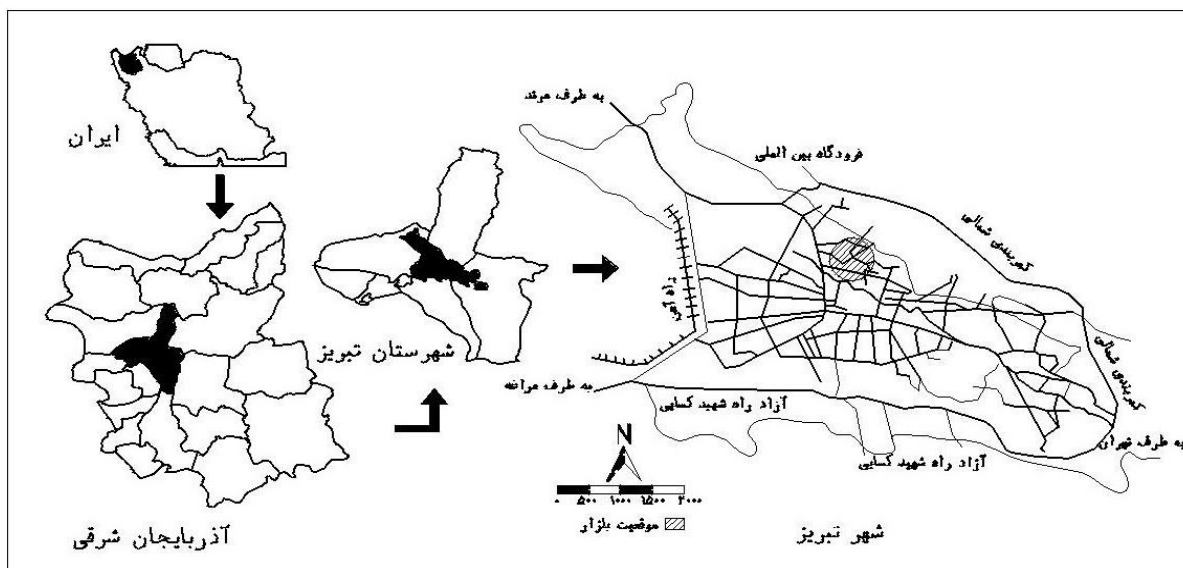 ایران
به طرف مرند
فرودگاه بین المللی
کمربندی شمالی
راه آهن
شهرستان تبریز
به طرف مراغه
آزاد راه شهید کسایی
کمربندی شمالی
به طرف تهران
آزاد راه شهید کسایی
N
۰ ۵۰۰ ۱۰۰۰ ۱۵۰۰ ۲۰۰۰
موقعیت بازار
آذربایجان شرقی
شهر تبریز